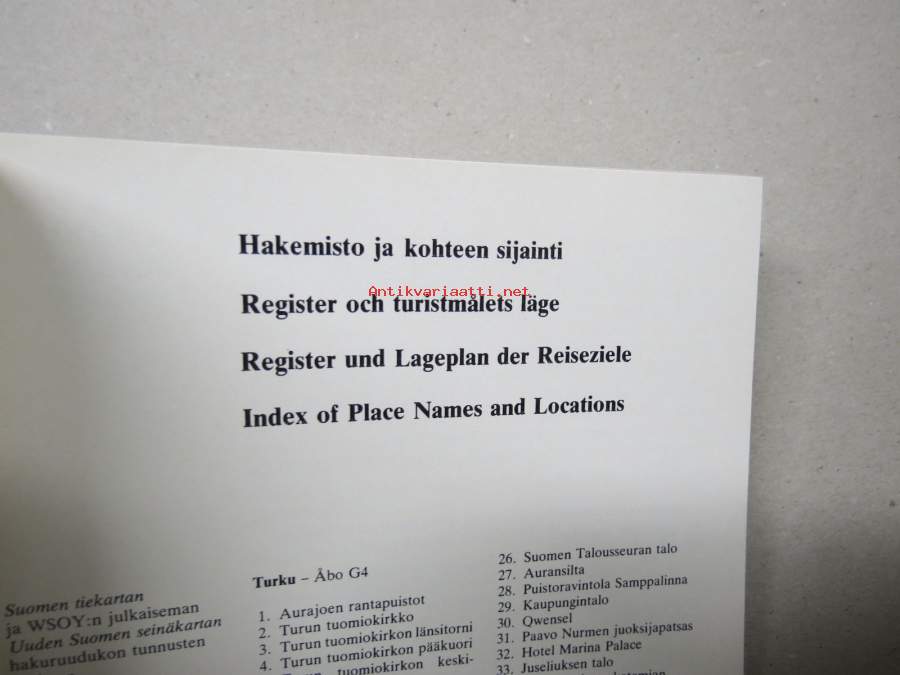 Hakemisto ja kohteen sijainti
Antikvariaatti.net
Register och turistmålets läge
Register und Lageplan der Reiseziele
Index of Place Names and Locations
Suomen tiekartan
ja WSOY:n julkaiseman
Uuden Suomen seinäkartan
hakuruudukon tunnusten
Turku – Åbo G4
1. Aurajoen rantapuistot
2. Turun tuomiokirkko
3. Turun tuomiokirkon länsitorni
4. Turun tuomiokirkon pääkuori
Turun tuomiokirkon keski-
26. Suomen Talousseuran talo
27. Auransilta
28. Puistoravintola Samppalinna
29. Kaupungintalo
30. Qwensel
31. Paavo Nurmen juoksijapatsas
32. Hotel Marina Palace
33. Juseliuksen talo